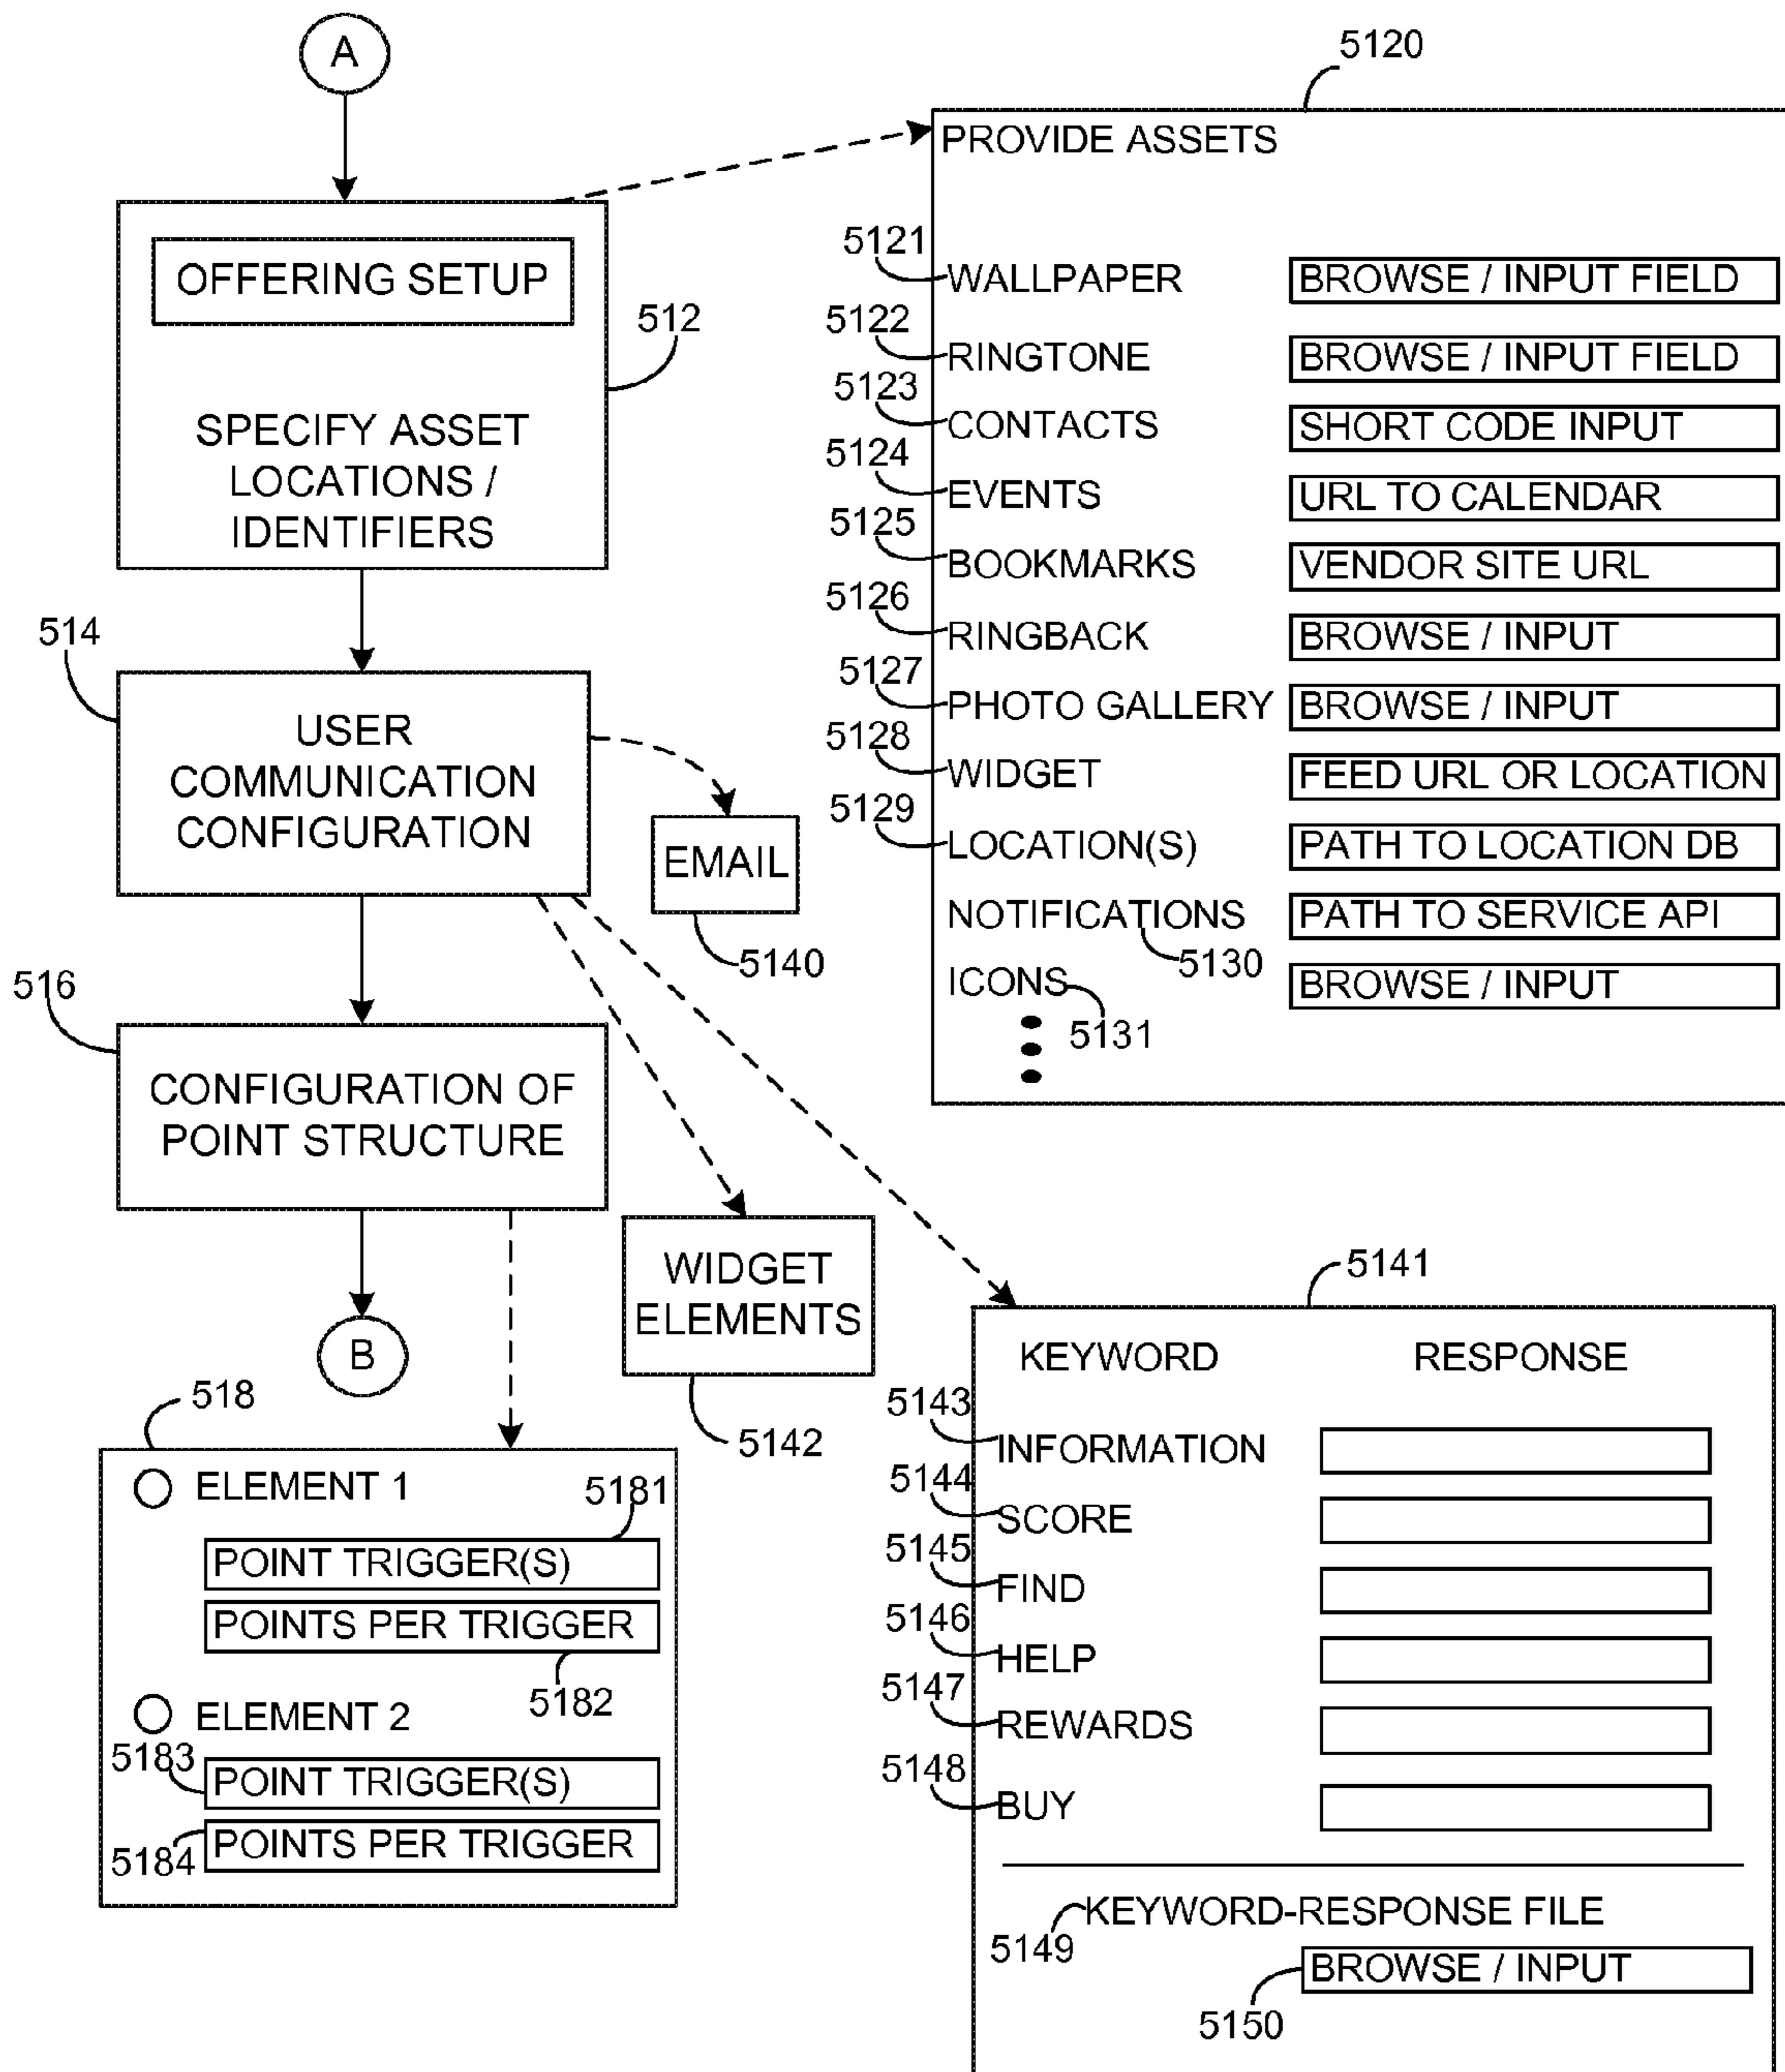 A
OFFERING SETUP
512
SPECIFY ASSET
LOCATIONS /
IDENTIFIERS
514
USER
COMMUNICATION
CONFIGURATION
EMAIL
5140
516
CONFIGURATION OF
POINT STRUCTURE
B
WIDGET
ELEMENTS
5142
518
ELEMENT 1
5181
POINT TRIGGER(S)
POINTS PER TRIGGER
5182
ELEMENT 2
5183
POINT TRIGGER(S)
5184
POINTS PER TRIGGER
5120
PROVIDE ASSETS
5121
WALLPAPER BROWSE / INPUT FIELD
5122
RINGTONE BROWSE / INPUT FIELD
5123
CONTACTS SHORT CODE INPUT
5124
EVENTS URL TO CALENDAR
5125
BOOKMARKS VENDOR SITE URL
5126
RINGBACK BROWSE / INPUT
5127
PHOTO GALLERY BROWSE / INPUT
5128
WIDGET FEED URL OR LOCATION
5129
LOCATION(S) PATH TO LOCATION DB
NOTIFICATIONS PATH TO SERVICE API
5130
ICONS BROWSE / INPUT
5131
5141
KEYWORD RESPONSE
5143
INFORMATION
5144
SCORE
5145
FIND
5146
HELP
5147
REWARDS
5148
BUY
KEYWORD-RESPONSE FILE
5149
BROWSE / INPUT
5150